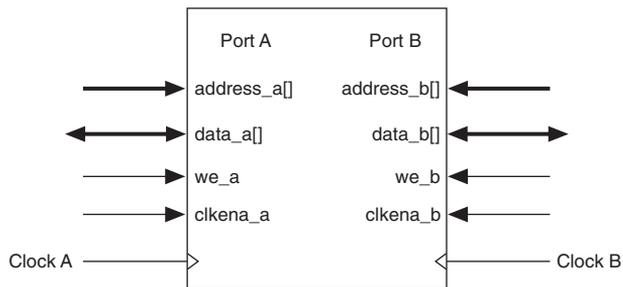 Port A Port B
address_a[] address_b[]
data_a[] data_b[]
we_a we_b
clkena_a clkena_b
Clock A Clock B